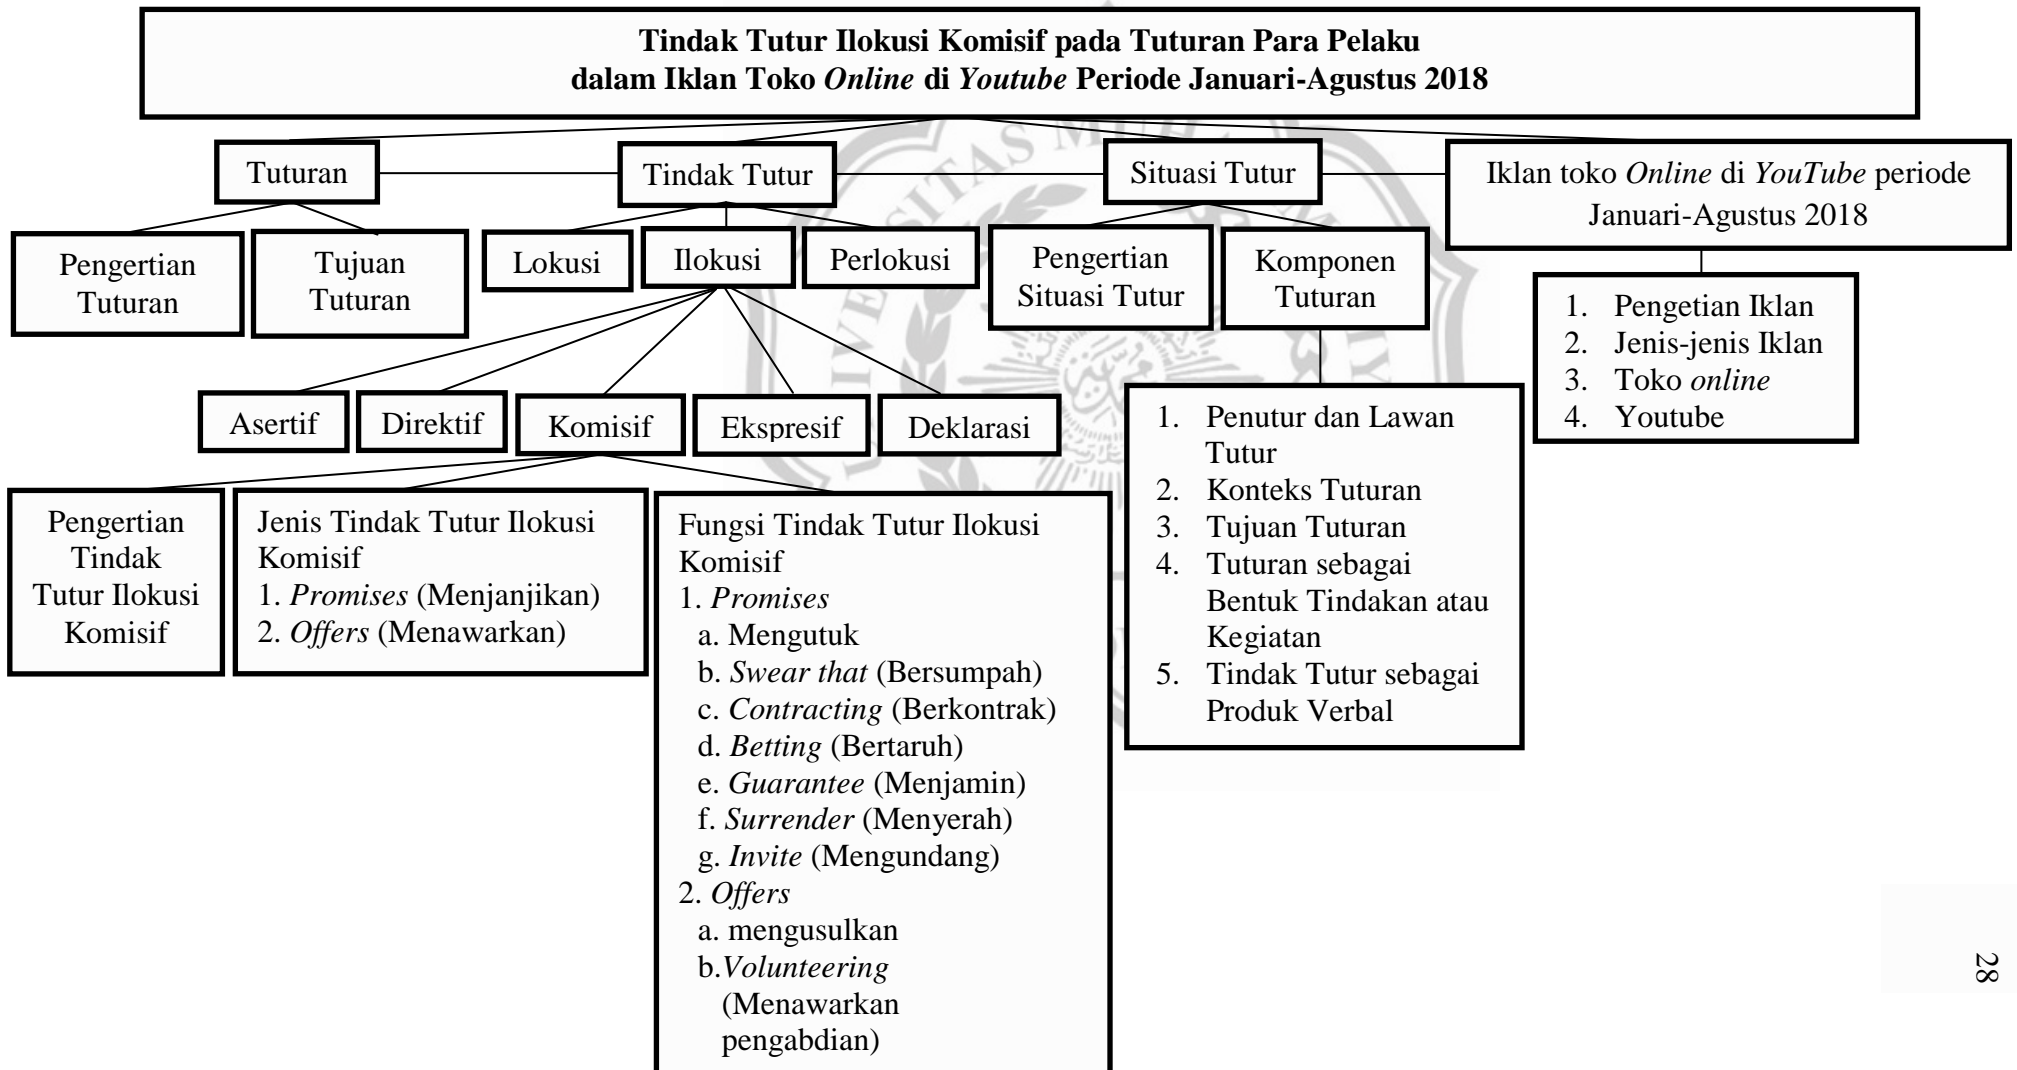 Tindak Tutur Ilokusi Komisif pada Tuturan Para Pelaku
dalam Iklan Toko Online di Youtube Periode Januari-Agustus 2018
Tuturan
Tindak Tutur
Situasi Tutur
Iklan toko Online di YouTube periode
Januari-Agustus 2018
Pengertian
Tuturan
Tujuan
Tuturan
Lokusi
Ilokusi
Perlokusi
Pengertian
Situasi Tutur
Komponen
Tuturan
1. Pengetian Iklan
2. Jenis-jenis Iklan
3. Toko online
4. Youtube
Asertif
Direktif
Komisif
Ekspresif
Deklarasi
1. Penutur dan Lawan
Tutur
2. Konteks Tuturan
3. Tujuan Tuturan
4. Tuturan sebagai
Bentuk Tindakan atau
Kegiatan
5. Tindak Tutur sebagai
Produk Verbal
Pengertian
Tindak
Tutur Ilokusi
Komisif
Jenis Tindak Tutur Ilokusi
Komisif
1. Promises (Menjanjikan)
2. Offers (Menawarkan)
Fungsi Tindak Tutur Ilokusi
Komisif
1. Promises
a. Mengutuk
b. Swear that (Bersumpah)
c. Contracting (Berkontrak)
d. Betting (Bertaruh)
e. Guarantee (Menjamin)
f. Surrender (Menyerah)
g. Invite (Mengundang)
2. Offers
a. mengusulkan
b.Volunteering
(Menawarkan
pengabdian)
28